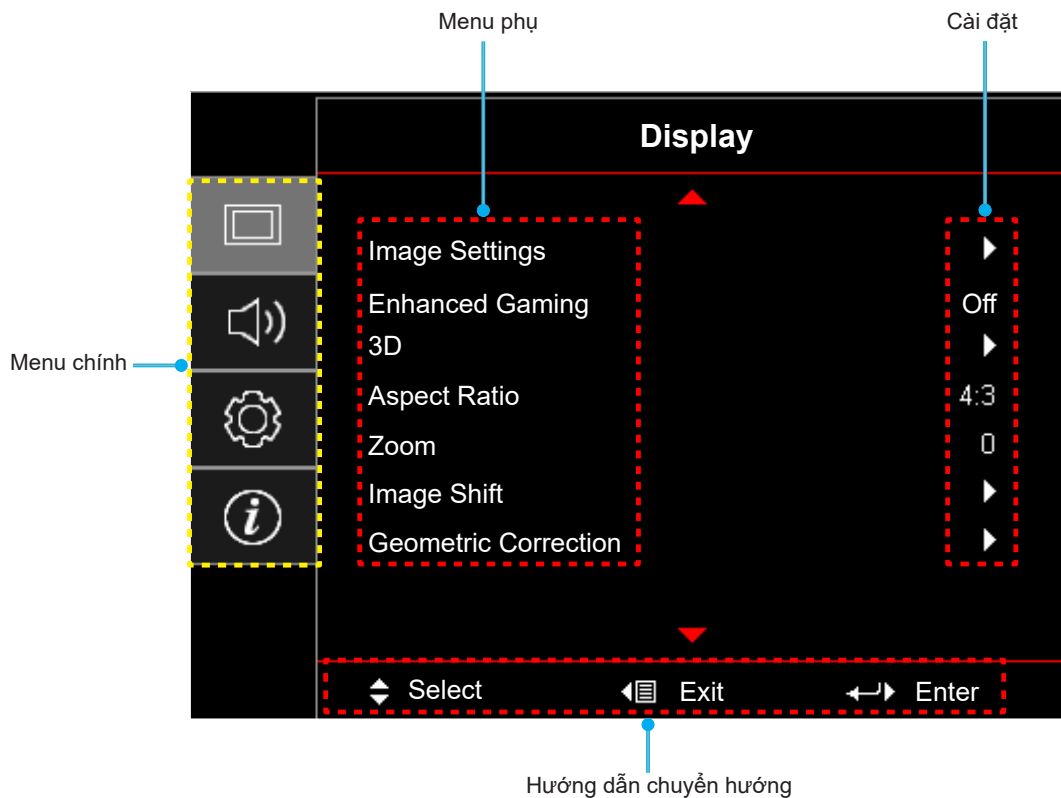 Menu phụ
Cài đặt
Display
Image Settings
Enhanced Gaming Off
3D
Menu chính
Aspect Ratio 4:3
Zoom 0
Image Shift
Geometric Correction
Select Exit Enter
Hướng dẫn chuyển hướng